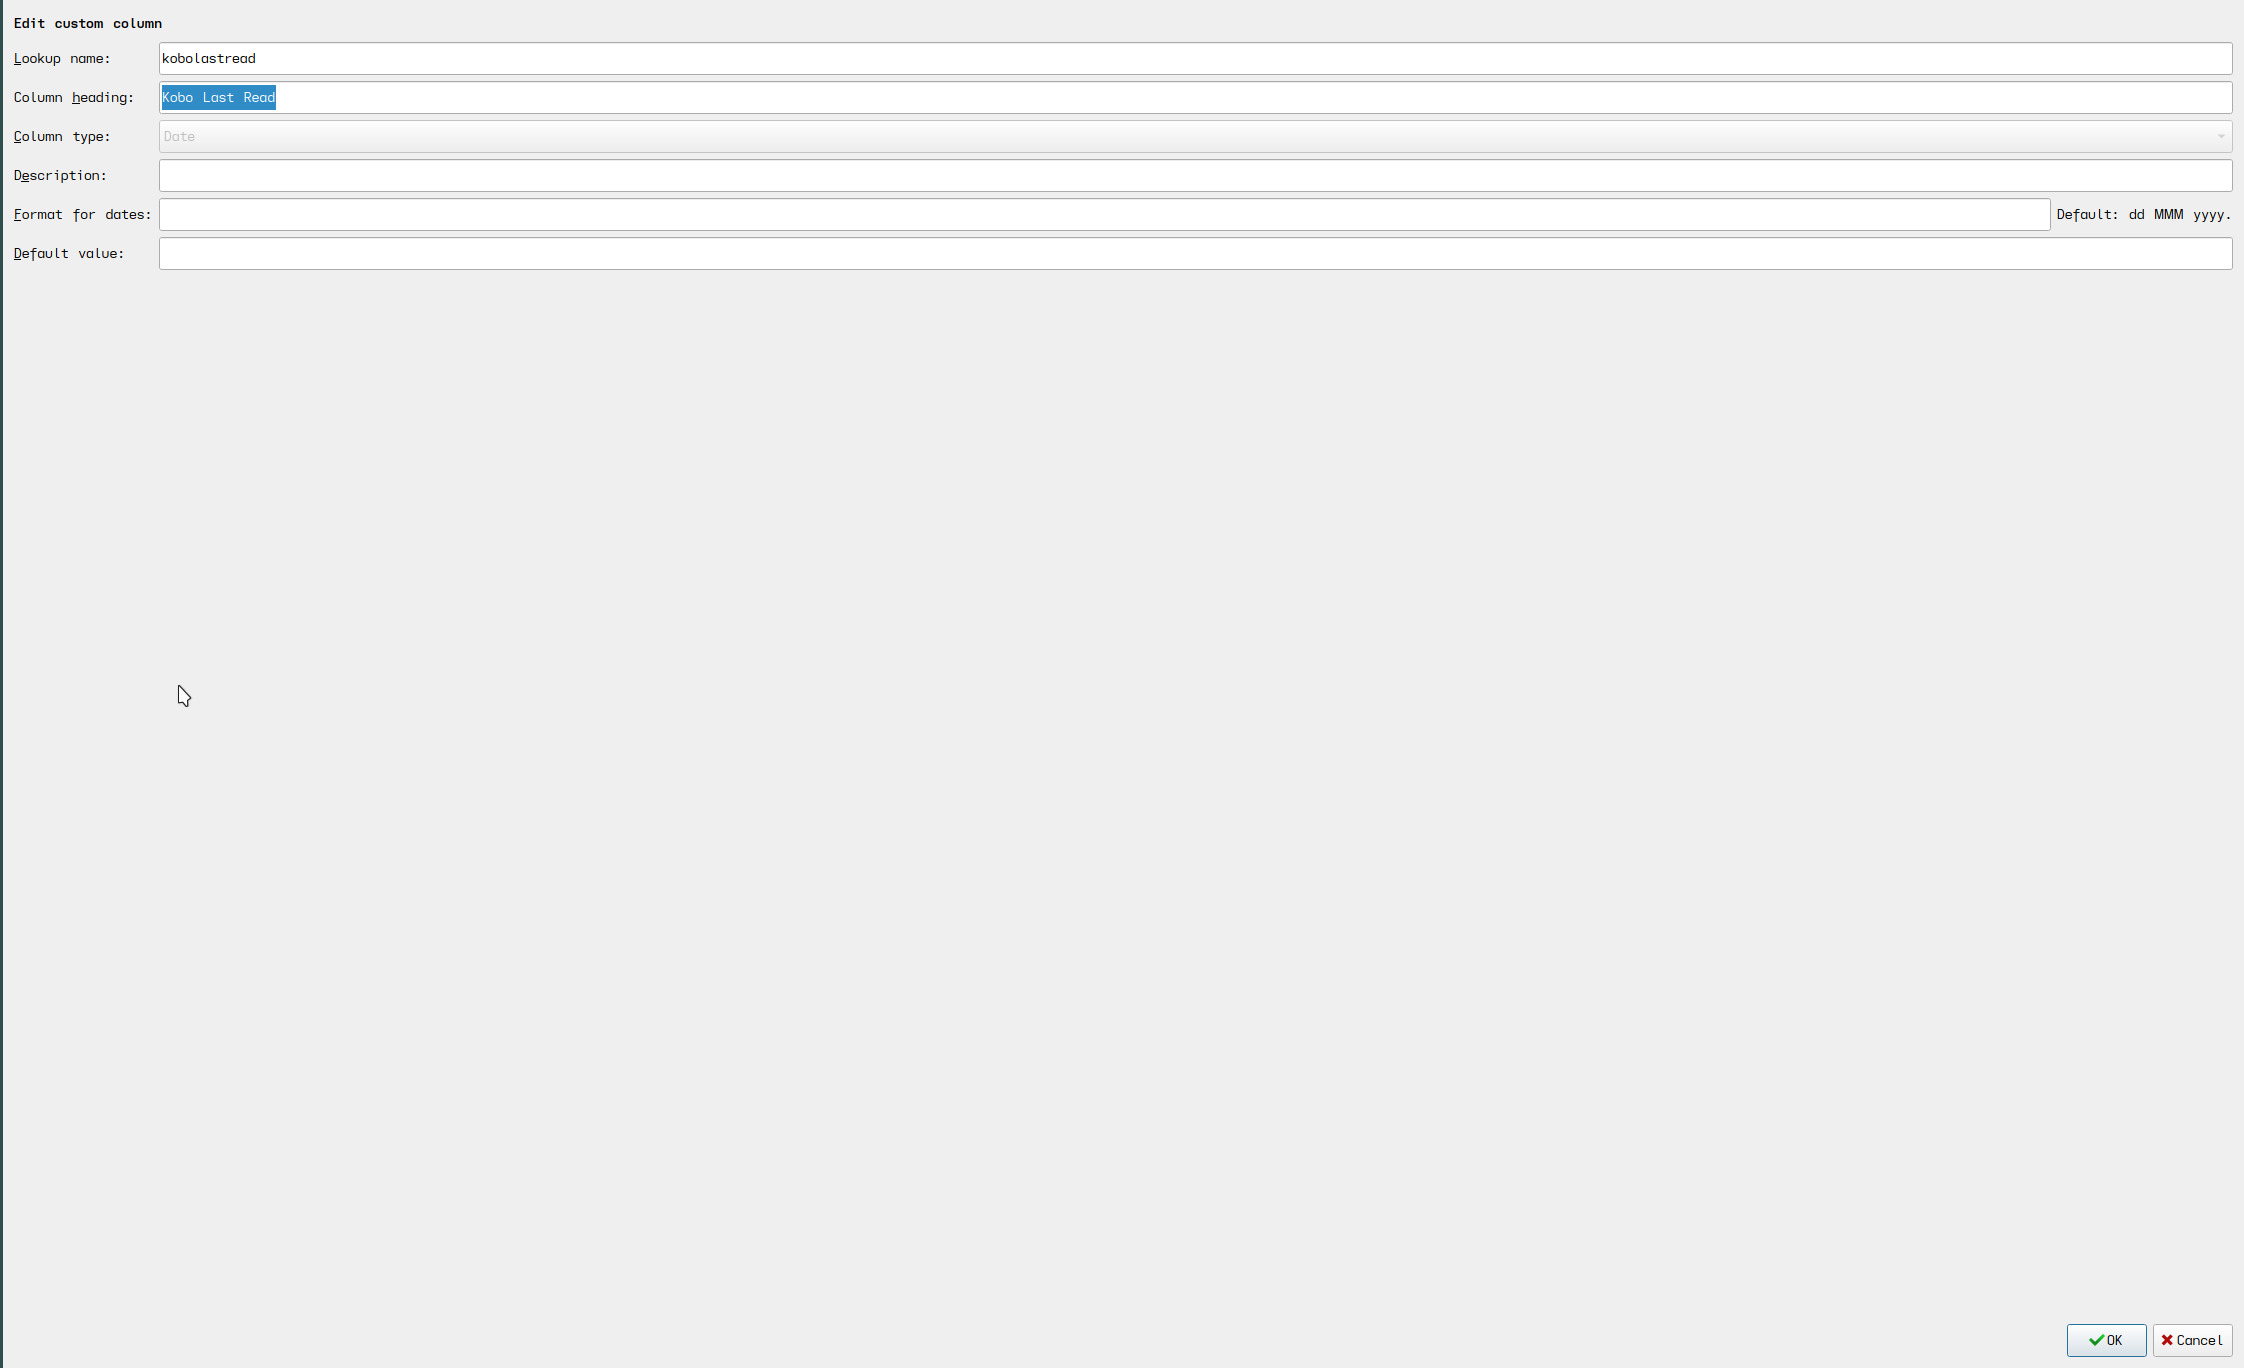 Edit custom column
Lookup name: kobolastread
Column heading: Kobo Last Read
Column type: Date
Description:
Format for dates: Default: dd MMM yyyy.
Default value:
OK Cancel